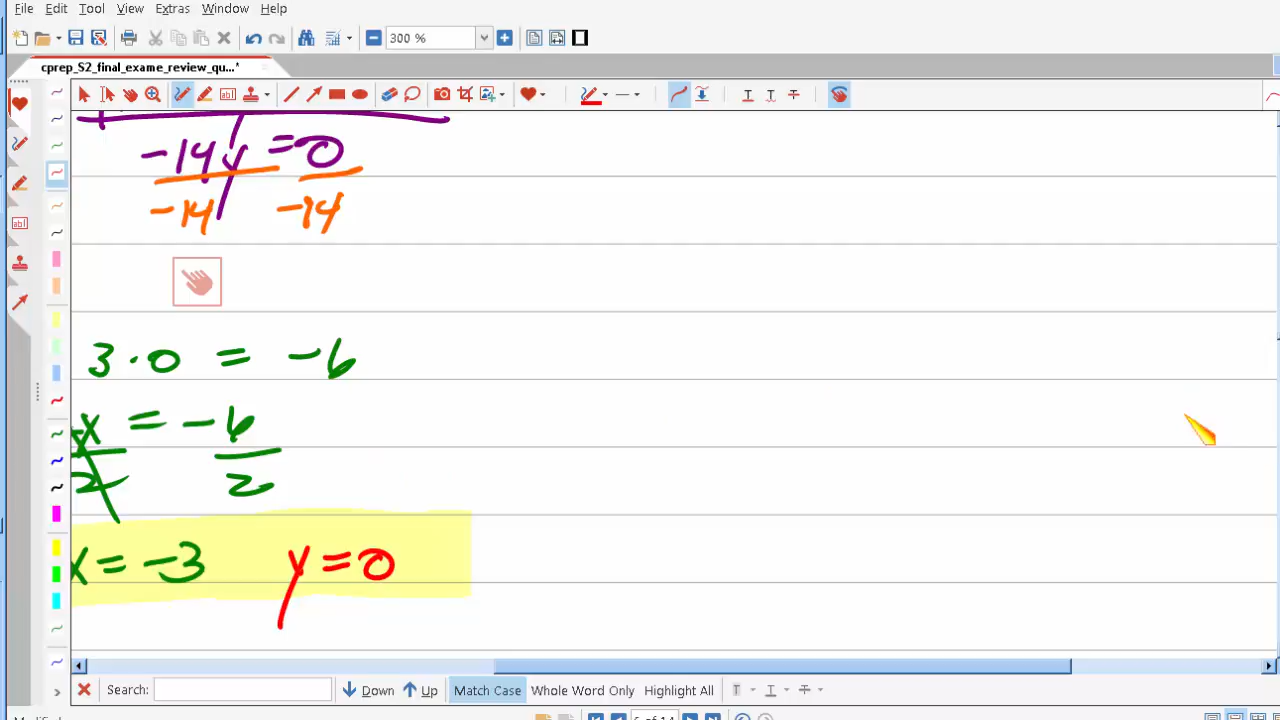 File Edit Tool View Extras Window Help
300 %
cprep_S2_final_exame_review_qu...*
-14y = 0
-14 -14
3 · 0 = -6
x = -6
2 2
x = -3 y = 0
Search: Down Up Match Case Whole Word Only Highlight All T T T